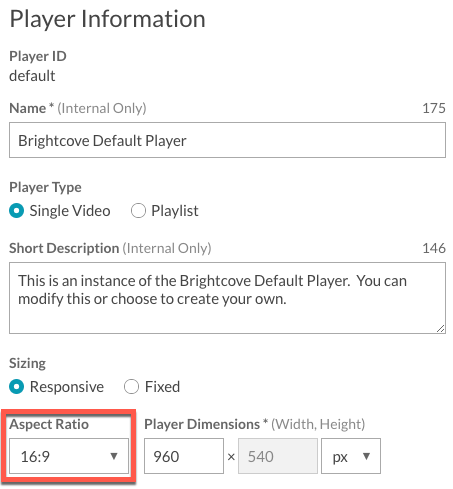 Player Information
Player ID
default
Name * (Internal Only) 175
Brightcove Default Player
Player Type
Single Video Playlist
Short Description (Internal Only) 146
This is an instance of the Brightcove Default Player.  You can
modify this or choose to create your own.
Sizing
Responsive Fixed
Aspect Ratio Player Dimensions * (Width, Height)
16:9 960 × 540 px